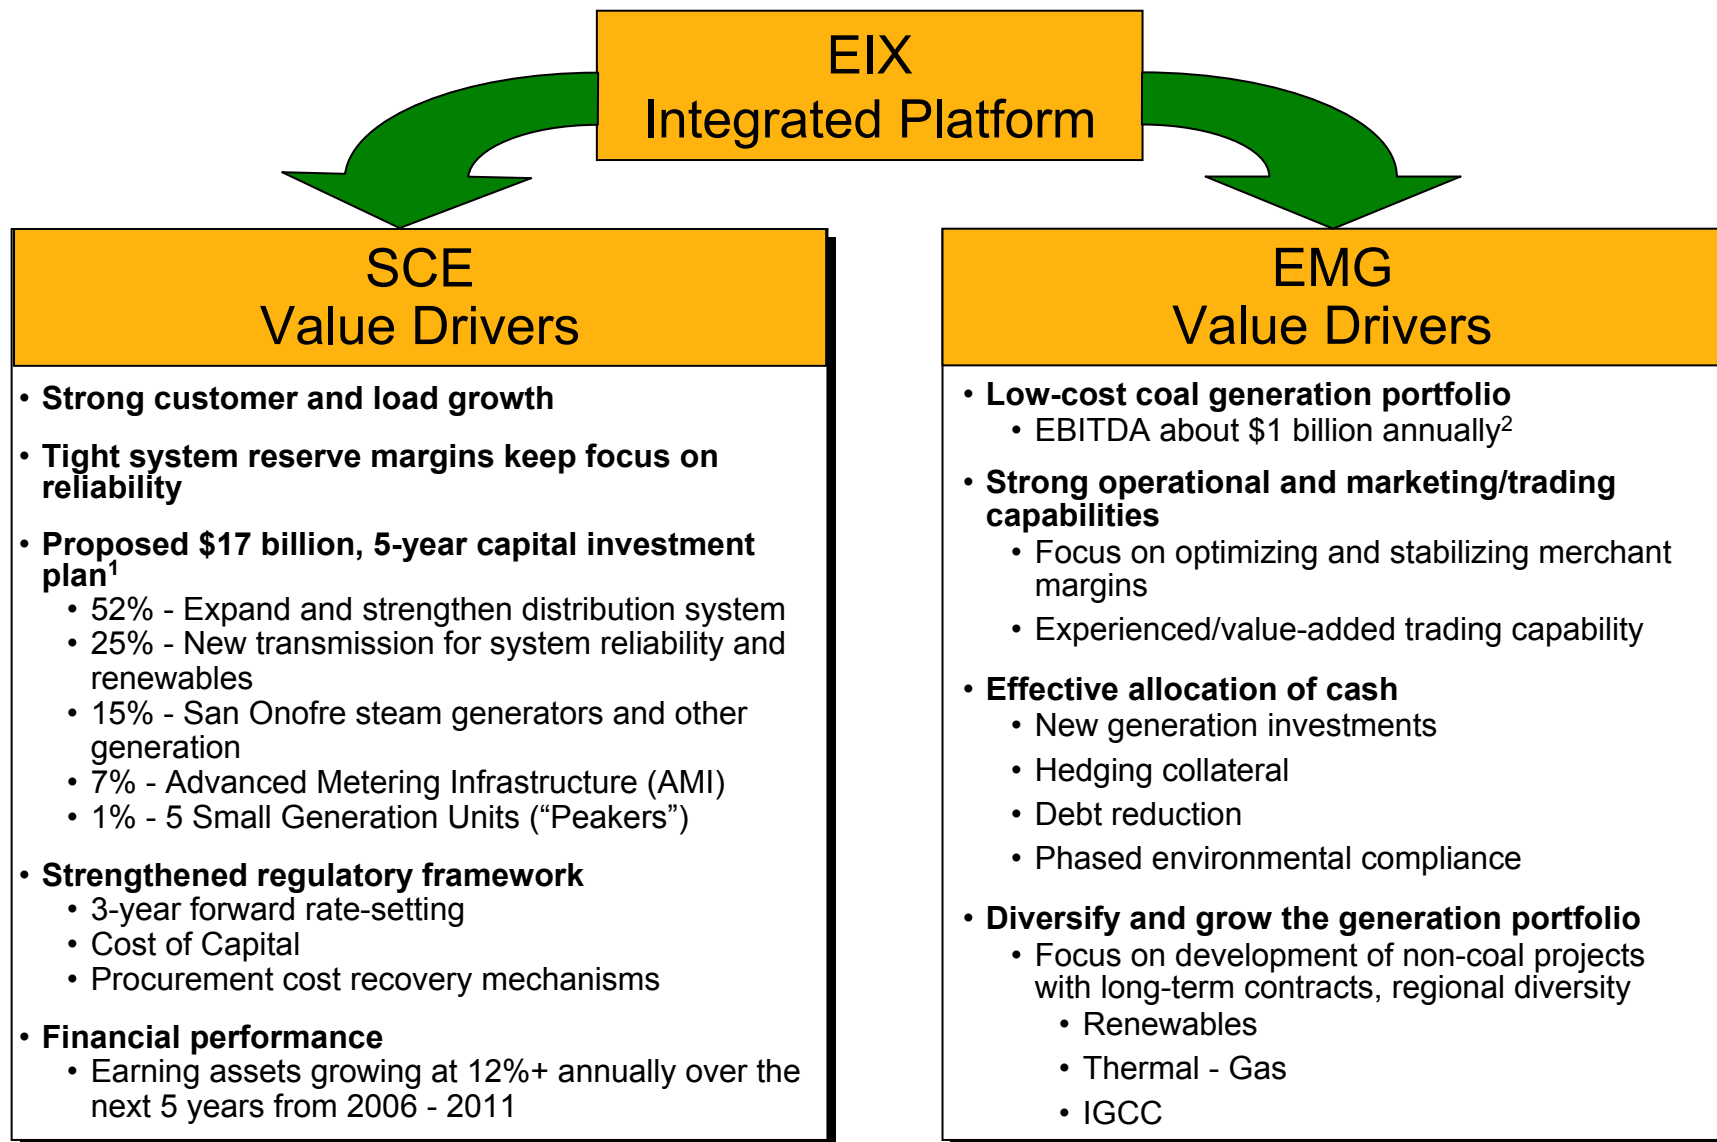 EIX
Integrated Platform
SCE
Value Drivers
• Strong customer and load growth
• Tight system reserve margins keep focus on
reliability
• Proposed $17 billion, 5-year capital investment
plan1
• 52% - Expand and strengthen distribution system
• 25% - New transmission for system reliability and
renewables
• 15% - San Onofre steam generators and other
generation
• 7% - Advanced Metering Infrastructure (AMI)
• 1% - 5 Small Generation Units (“Peakers”)
• Strengthened regulatory framework
• 3-year forward rate-setting
• Cost of Capital
• Procurement cost recovery mechanisms
• Financial performance
• Earning assets growing at 12%+ annually over the
next 5 years from 2006 - 2011
EMG
Value Drivers
• Low-cost coal generation portfolio
• EBITDA about $1 billion annually2
• Strong operational and marketing/trading
capabilities
• Focus on optimizing and stabilizing merchant
margins
• Experienced/value-added trading capability
• Effective allocation of cash
• New generation investments
• Hedging collateral
• Debt reduction
• Phased environmental compliance
• Diversify and grow the generation portfolio
• Focus on development of non-coal projects
with long-term contracts, regional diversity
• Renewables
• Thermal - Gas
• IGCC